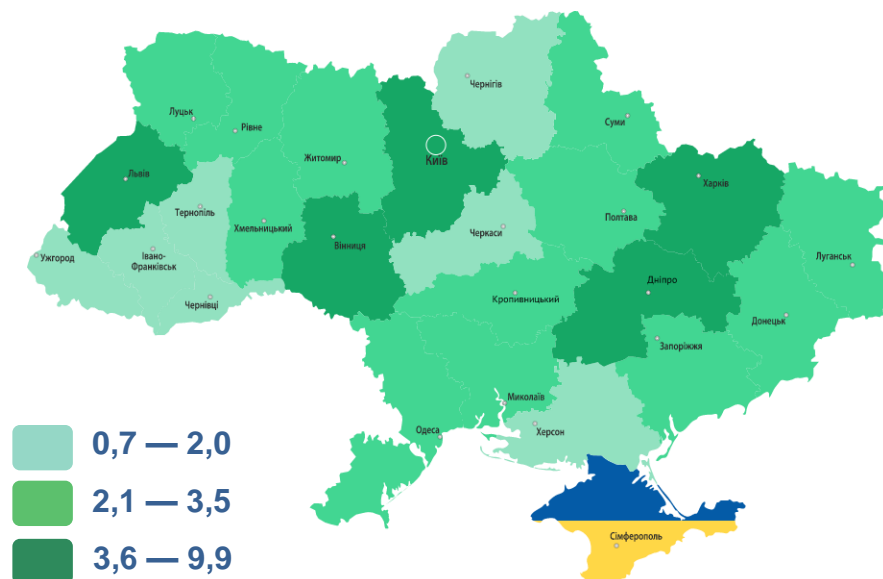 Чернігів
Луцьк
Рівне
Суми
Житомир
Київ
Львів
Харків
Тернопіль
Хмельницький
Полтава
Черкаси
Вінниця
Ужгород
Івано-
Франківськ
Луганськ
Чернівці
Дніпро
Кропивницький
Донецьк
Запоріжжя
Миколаїв
Одеса
Херсон
Сімферополь
0,7 — 2,0
2,1 — 3,5
3,6 — 9,9